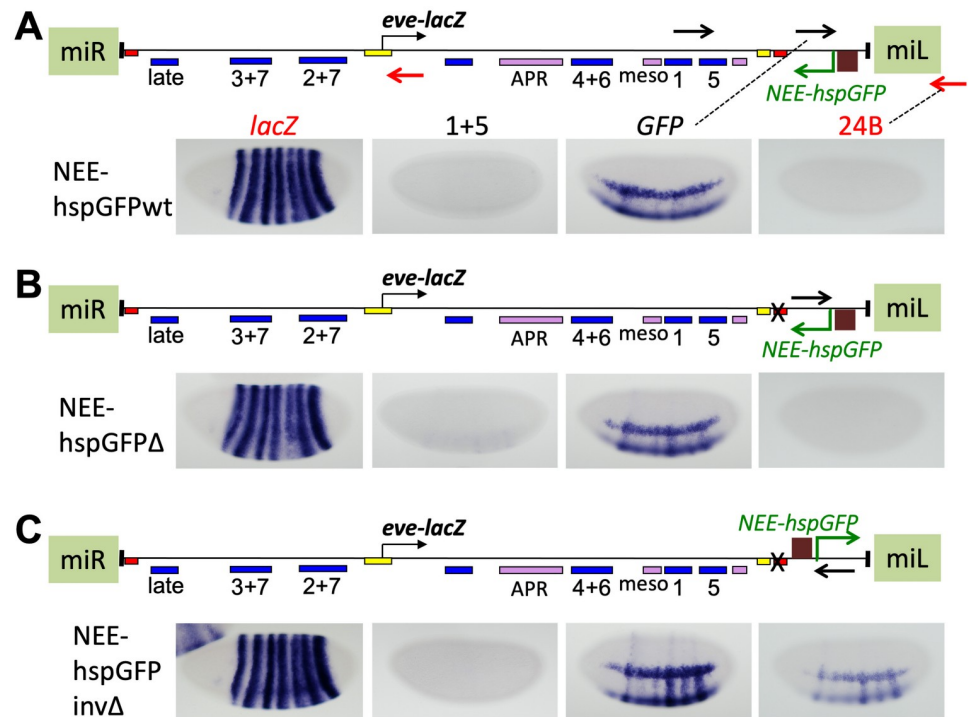 A
eve-lacZ
miR
miL
late
3+7
2+7
APR
4+6
meso
1
5
NEE-hspGFP
lacZ
1+5
GFP
24B
NEE-
hspGFPwt
B
eve-lacZ
miR
miL
late
3+7
2+7
APR
4+6
meso
1
5
NEE-hspGFP
X
NEE-
hspGFPΔ
C
NEE-hspGFP
eve-lacZ
miR
miL
X
late
3+7
2+7
APR
4+6
meso
1
5
NEE-
hspGFP
invΔ